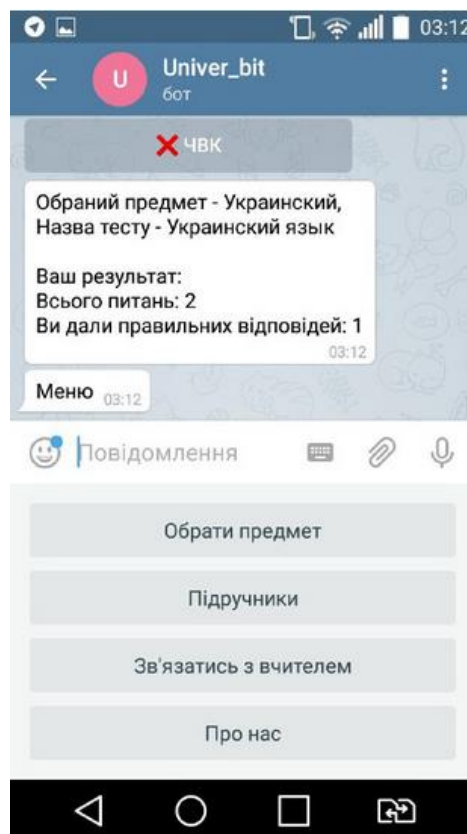 03:12
U
Univer_bit
бот
❌ ЧВК
Обраний предмет - Украинский,
Назва тесту - Украинский язык
Ваш результат:
Всього питань: 2
Ви дали правильних відповідей: 1
03:12
Меню 03:12
Повідомлення
Обрати предмет
Підручники
Зв'язатись з вчителем
Про нас